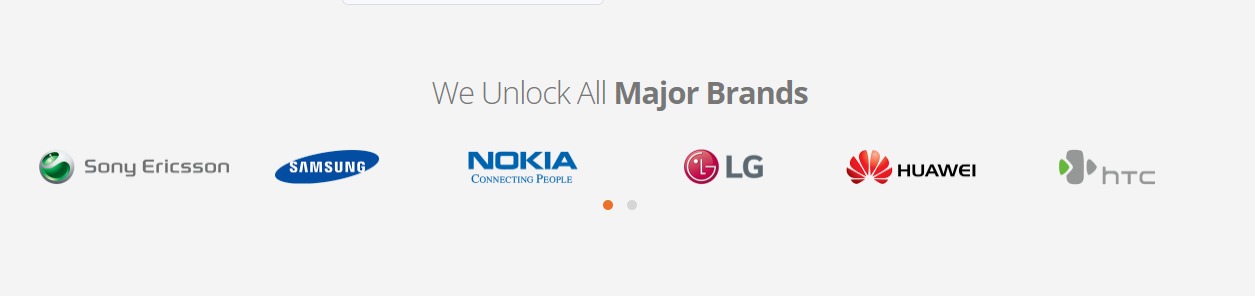 We Unlock All Major Brands
Sony Ericsson
SAMSUNG
NOKIA
CONNECTING PEOPLE
LG
HUAWEI
hTC